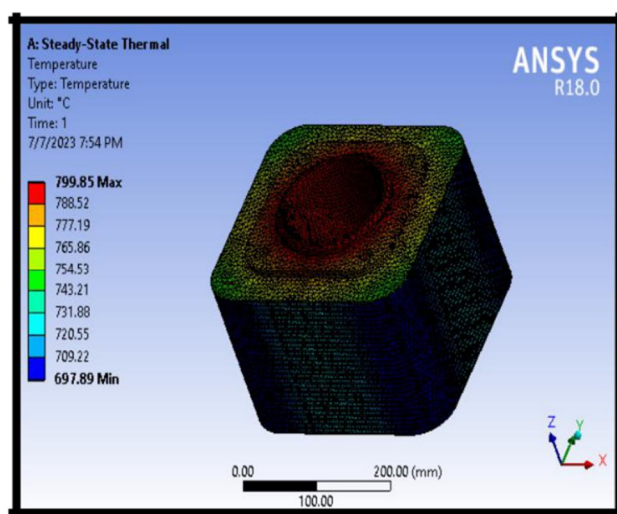 A: Steady-State Thermal
Temperature
Type: Temperature
Unit: °C
Time: 1
7/7/2023 7:54 PM
ANSYS
R18.0
799.85 Max
788.52
777.19
765.86
754.53
743.21
731.88
720.55
709.22
697.89 Min
0.00
200.00 (mm)
100.00
Z
Y
X